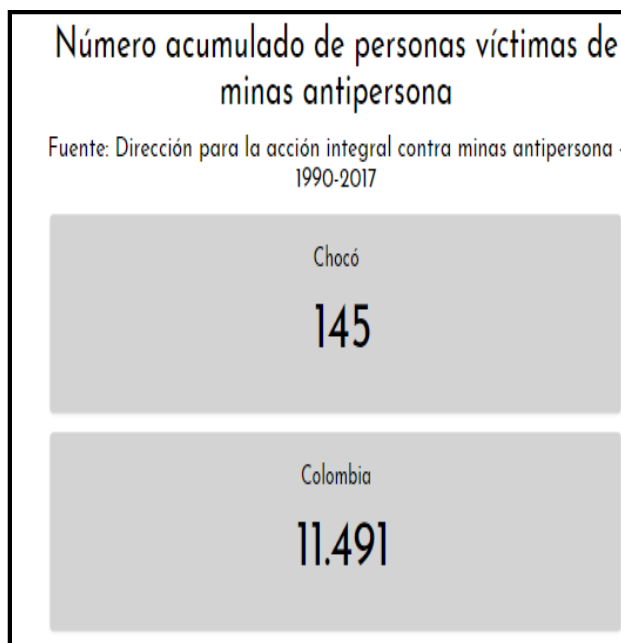 Número acumulado de personas víctimas de
minas antipersona
Fuente: Dirección para la acción integral contra minas antipersona -
1990-2017
Chocó
145
Colombia
11.491